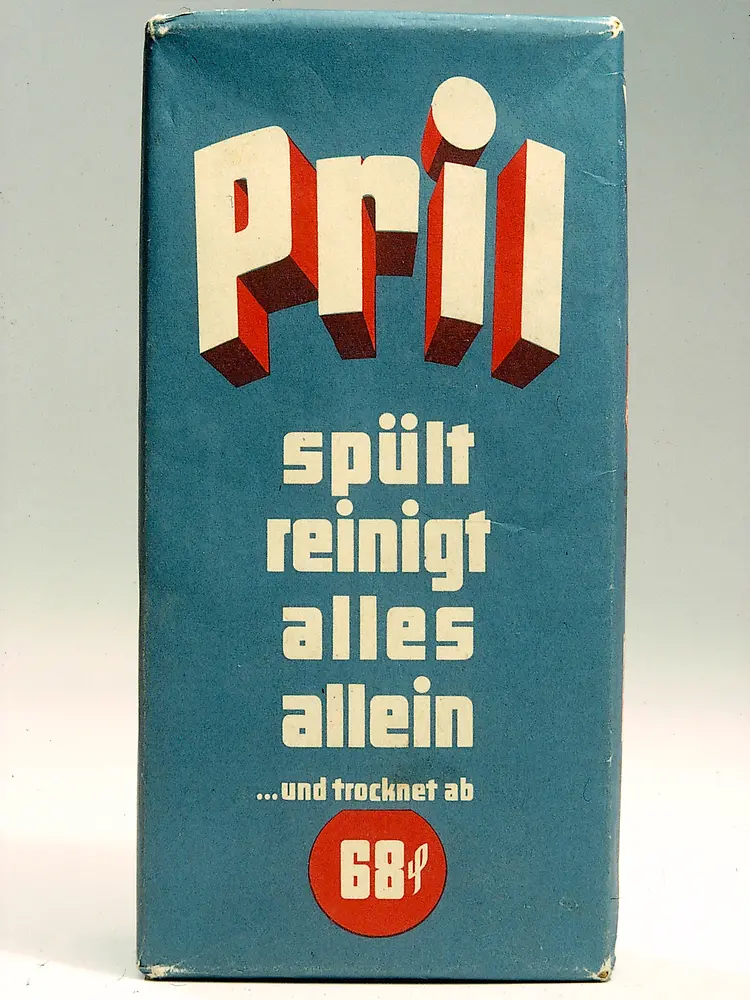 Pril
spült
reinigt
alles
allein
...und trocknet ab
68 ₰